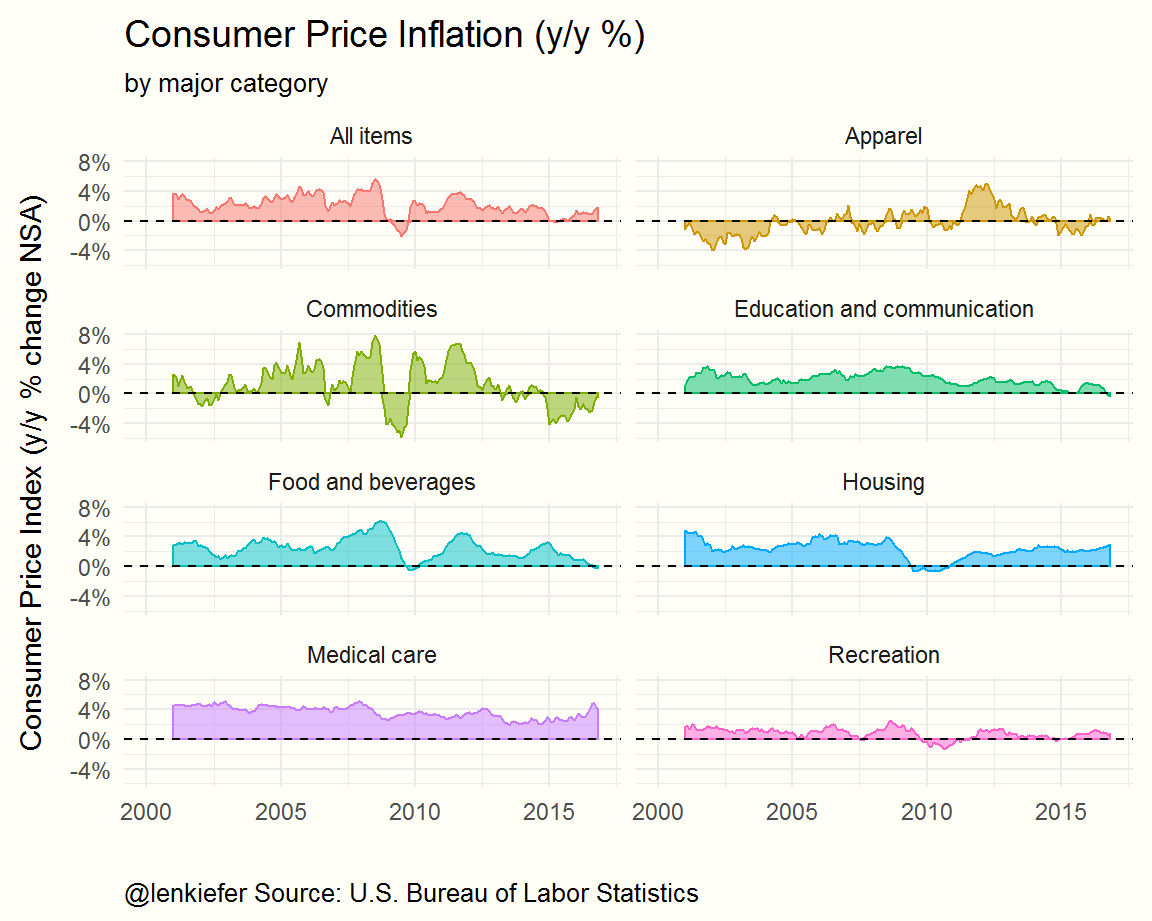 Consumer Price Inflation (y/y %)
by major category
Consumer Price Index (y/y % change NSA)
All items
Apparel
8%
4%
0%
-4%
Commodities
Education and communication
8%
4%
0%
-4%
Food and beverages
Housing
8%
4%
0%
-4%
Medical care
Recreation
8%
4%
0%
-4%
2000 2005 2010 2015 2000 2005 2010 2015
@lenkiefer Source: U.S. Bureau of Labor Statistics